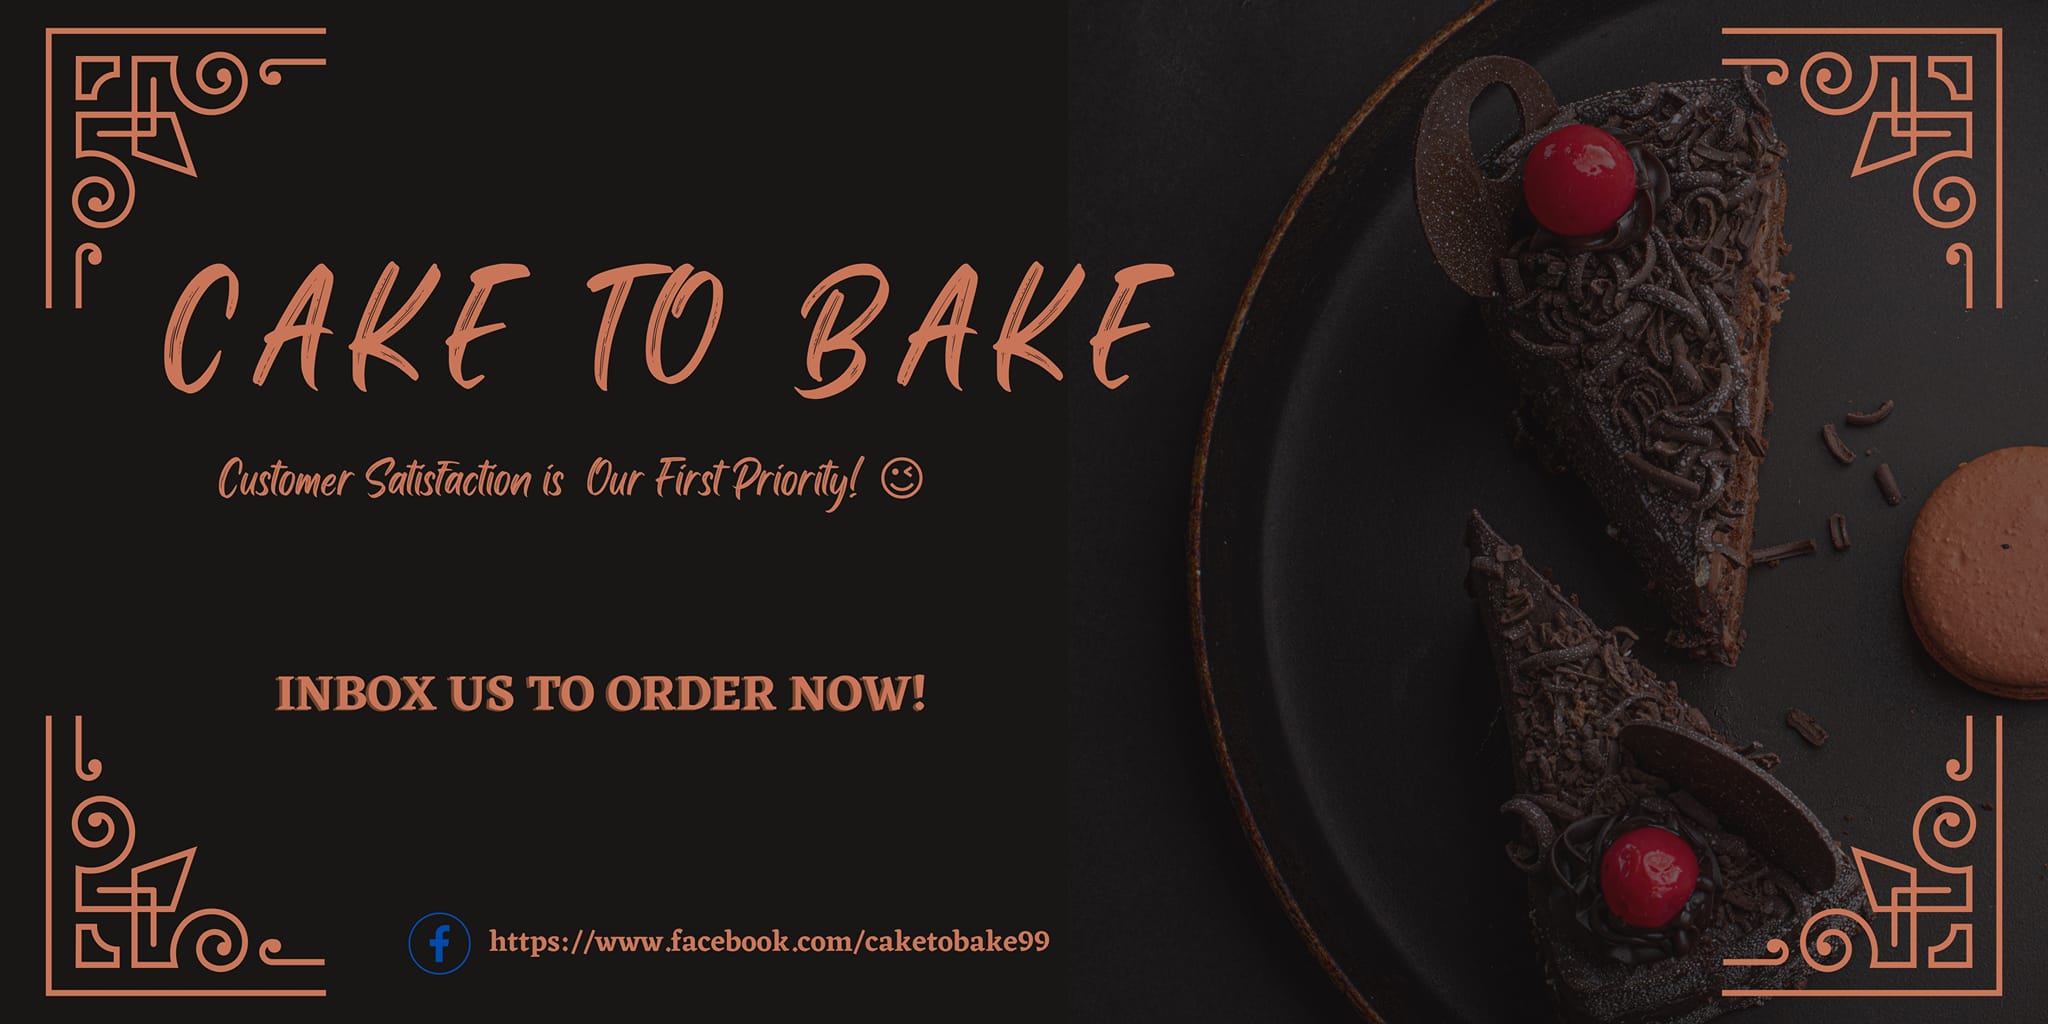 CAKE TO BAKE
Customer Satisfaction is Our First Priority! 😉
INBOX US TO ORDER NOW!
https://www.facebook.com/caketobake99